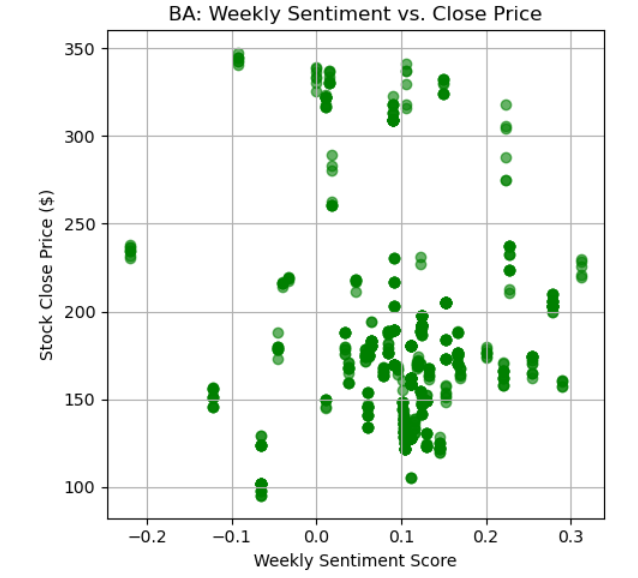 BA: Weekly Sentiment vs. Close Price
350
300
250
200
150
100
Stock Close Price ($)
−0.2 −0.1 0.0 0.1 0.2 0.3
Weekly Sentiment Score